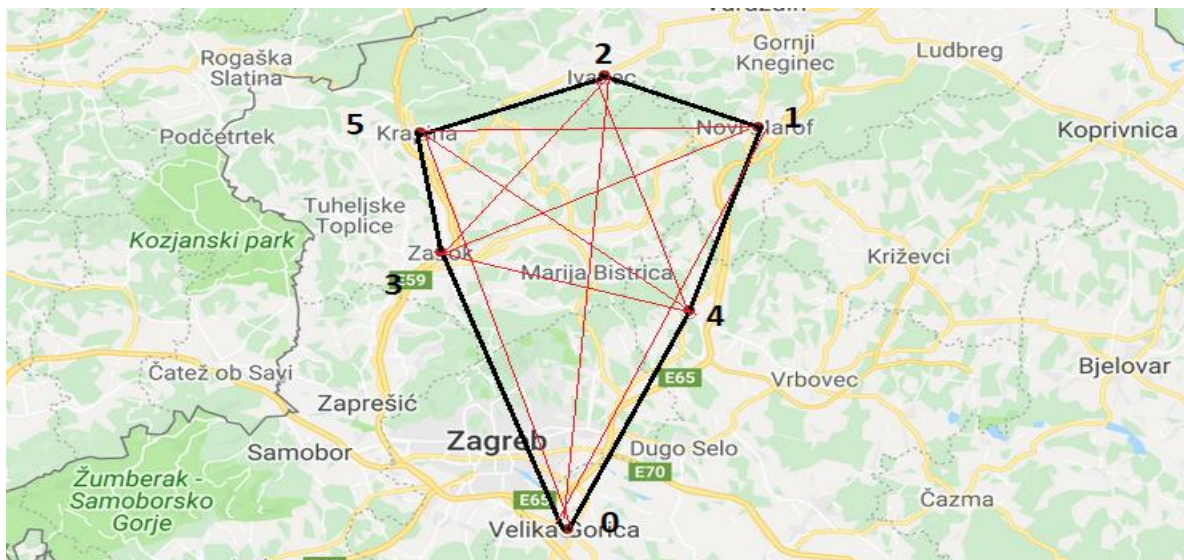 Rogaška
Slatina
2
Gornji
Kneginec
Ludbreg
Ivanec
5
Krapina
Novi Marof
1
Podčetrtek
Koprivnica
Tuheljske
Toplice
Kozjanski park
Zabok
Marija Bistrica
Križevci
E59
3
4
Čatež ob Savi
E65
Vrbovec
Bjelovar
Zaprešić
Samobor
Zagreb
Dugo Selo
E70
Žumberak -
Samoborsko
Gorje
E65
Čazma
Velika Gorica
0